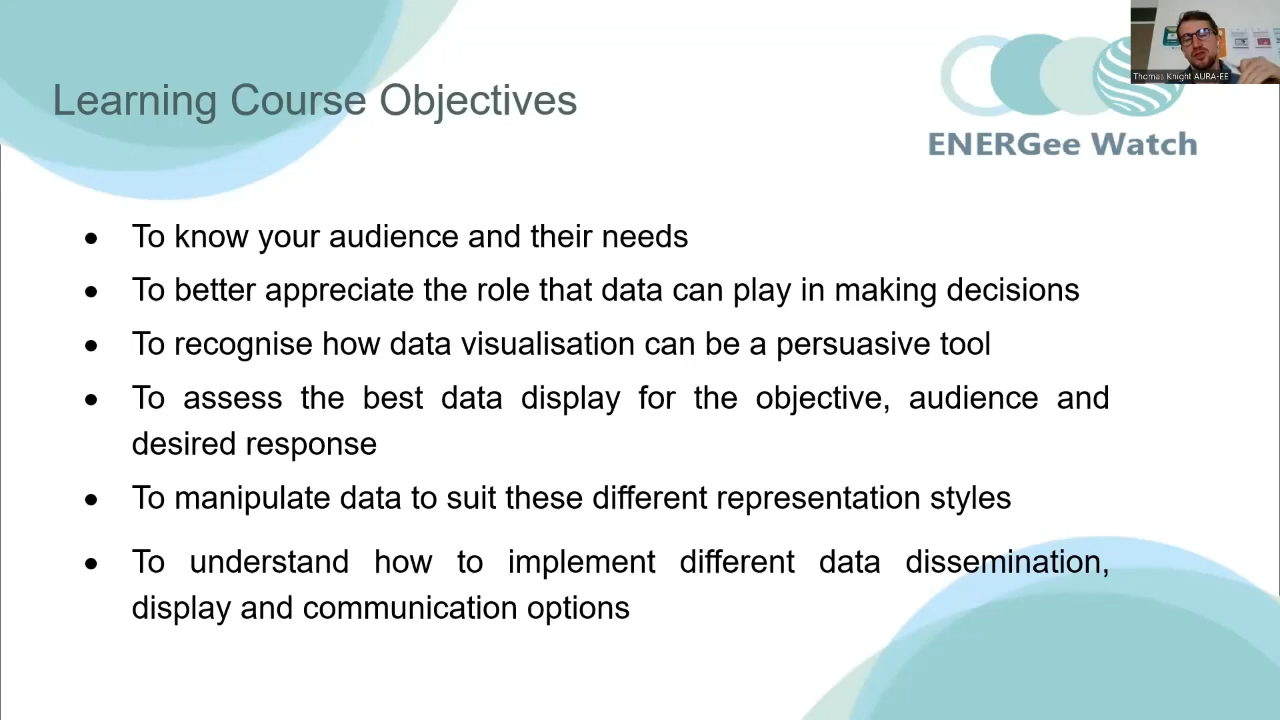 Learning Course Objectives
Thomas Knight AURA-EE
ENERGee Watch
• To know your audience and their needs
• To better appreciate the role that data can play in making decisions
• To recognise how data visualisation can be a persuasive tool
• To assess the best data display for the objective, audience and
desired response
• To manipulate data to suit these different representation styles
• To understand how to implement different data dissemination,
display and communication options